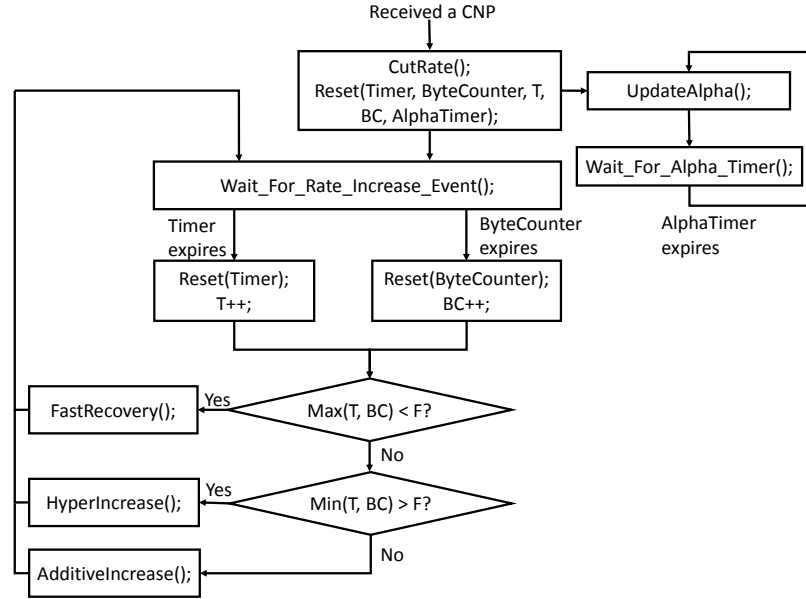 Received a CNP
CutRate();
Reset(Timer, ByteCounter, T,
BC, AlphaTimer);
UpdateAlpha();
Wait_For_Alpha_Timer();
AlphaTimer
expires
Wait_For_Rate_Increase_Event();
Timer
expires
ByteCounter
expires
Reset(Timer);
T++;
Reset(ByteCounter);
BC++;
Max(T, BC) < F?
Yes
FastRecovery();
No
Min(T, BC) > F?
Yes
HyperIncrease();
No
AdditiveIncrease();